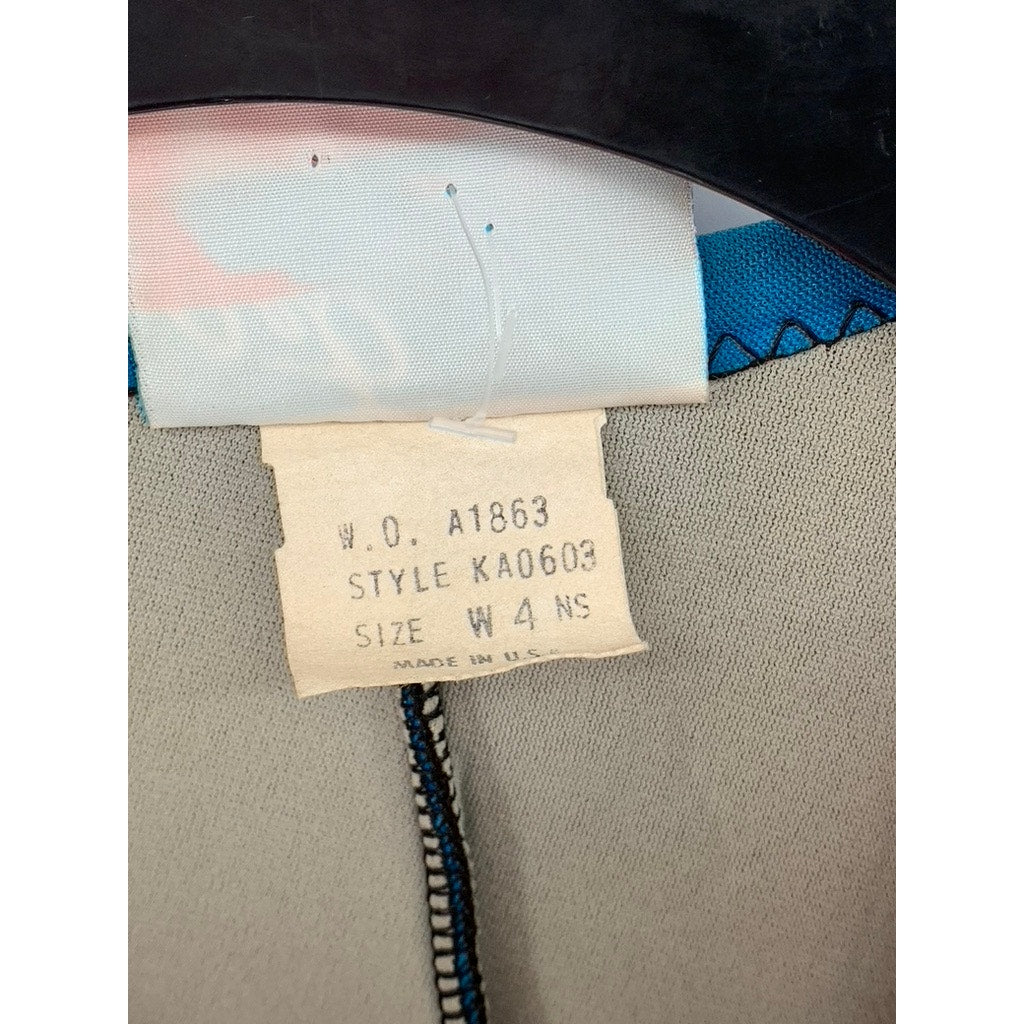 W.O. A1863
STYLE KA0603
SIZE W 4 NS
MADE IN U.S.